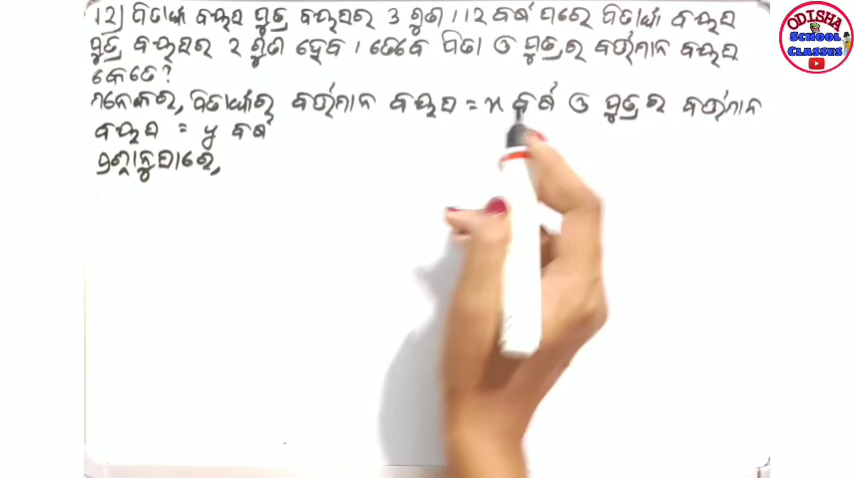 12) ପିତାଙ୍କ ବୟସ ପୁତ୍ର ବୟସର 3 ଗୁଣ । 12 ବର୍ଷ ପରେ ପିତାଙ୍କ ବୟସ
ପୁତ୍ର ବୟସର 2 ଗୁଣ ହେବ । ତେବେ ପିତା ଓ ପୁତ୍ରର ବର୍ତ୍ତମାନ ବୟସ
କେତେ ?
ମନେକର, ପିତାଙ୍କର ବର୍ତ୍ତମାନ ବୟସ = x ବର୍ଷ ଓ ପୁତ୍ରର ବର୍ତ୍ତମାନ
ବୟସ = y ବର୍ଷ
ପ୍ରଶ୍ନାନୁସାରେ,
ODISHA
SCHOOL
CLASSES